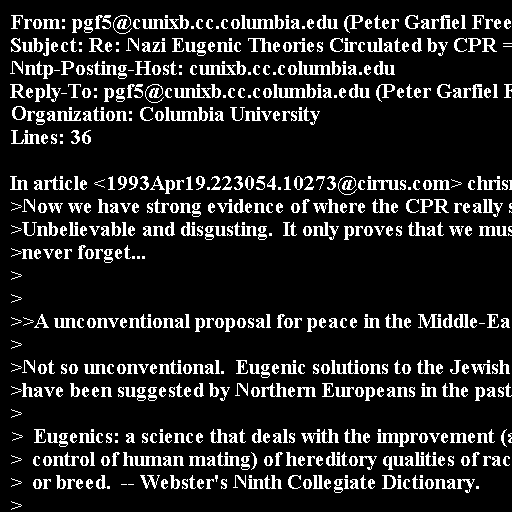 From: pgf5@cunixb.cc.columbia.edu (Peter Garfiel Free
Subject: Re: Nazi Eugenic Theories Circulated by CPR =
Nntp-Posting-Host: cunixb.cc.columbia.edu
Reply-To: pgf5@cunixb.cc.columbia.edu (Peter Garfiel F
Organization: Columbia University
Lines: 36

In article <1993Apr19.223054.10273@cirrus.com> chris
>Now we have strong evidence of where the CPR really s
>Unbelievable and disgusting.  It only proves that we mus
>never forget...
>
>
>>A unconventional proposal for peace in the Middle-Ea
>
>Not so unconventional.  Eugenic solutions to the Jewish
>have been suggested by Northern Europeans in the past
>
>  Eugenics: a science that deals with the improvement (a
>  control of human mating) of hereditory qualities of rac
>  or breed.  -- Webster's Ninth Collegiate Dictionary.
>